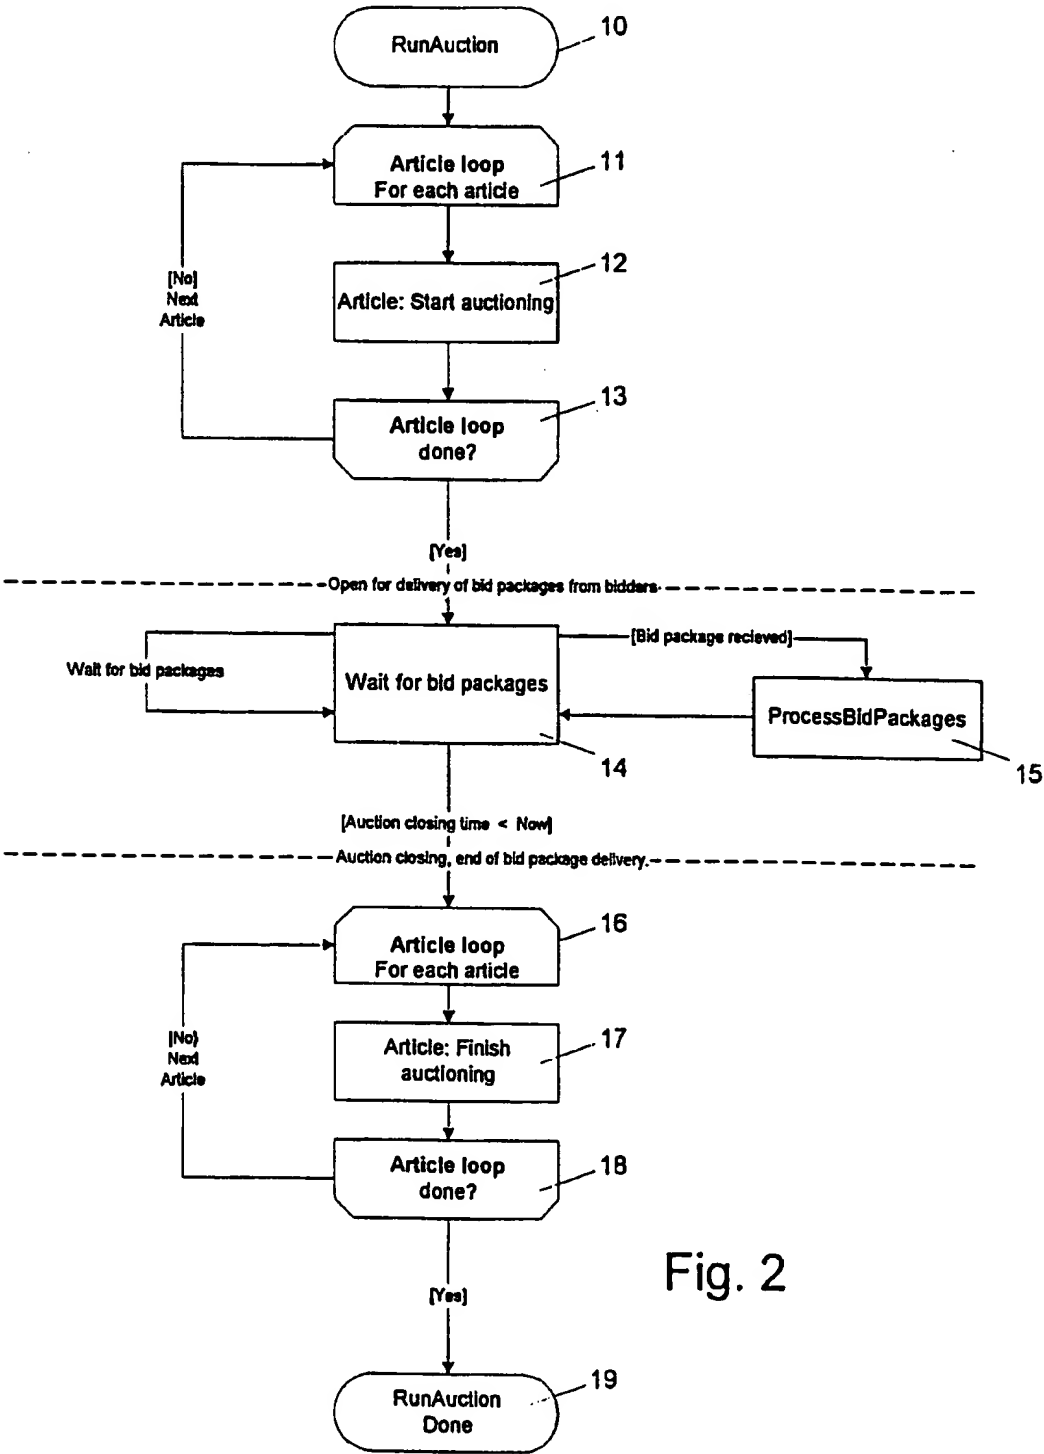 RunAuction
10
Article loop
For each article
11
Article: Start auctioning
12
[No]
Next
Article
Article loop
done?
13
[Yes]
Open for delivery of bid packages from bidders
Wait for bid packages
Wait for bid packages
14
[Bid package recieved]
ProcessBidPackages
15
[Auction closing time < Now]
Auction closing, end of bid package delivery.
Article loop
For each article
16
Article: Finish
auctioning
17
[No]
Next
Article
Article loop
done?
18
[Yes]
Fig. 2
RunAuction
Done
19